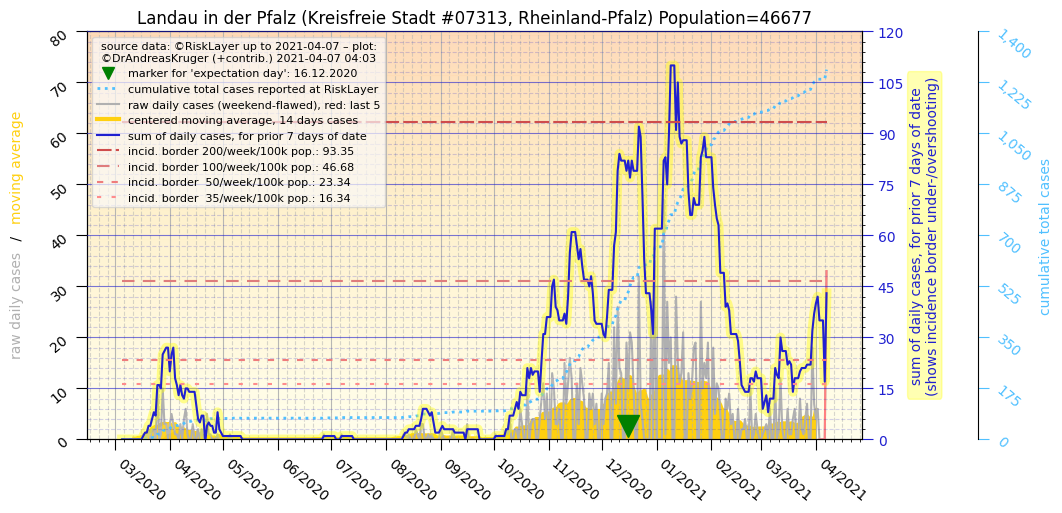 Landau in der Pfalz (Kreisfreie Stadt #07313, Rheinland-Pfalz) Population=46677
source data: ©RiskLayer up to 2021-04-07 – plot:
©DrAndreasKruger (+contrib.) 2021-04-07 04:03
marker for 'expectation day': 16.12.2020
cumulative total cases reported at RiskLayer
raw daily cases (weekend-flawed), red: last 5
centered moving average, 14 days cases
sum of daily cases, for prior 7 days of date
incid. border 200/week/100k pop.: 93.35
incid. border 100/week/100k pop.: 46.68
incid. border  50/week/100k pop.: 23.34
incid. border  35/week/100k pop.: 16.34
raw daily cases / moving average
80
70
60
50
40
30
20
10
0
03/2020
04/2020
05/2020
06/2020
07/2020
08/2020
09/2020
10/2020
11/2020
12/2020
01/2021
02/2021
03/2021
04/2021
120
105
90
75
60
45
30
15
0
sum of daily cases, for prior 7 days of date
(shows incidence border under-/overshooting)
1,400
1,225
1,050
875
700
525
350
175
0
cumulative total cases